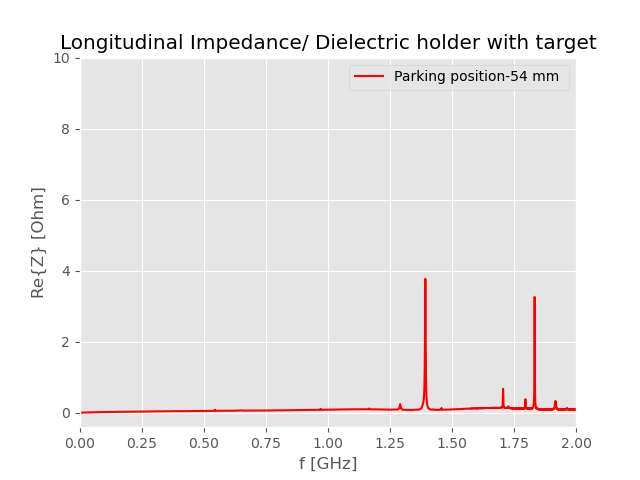 Longitudinal Impedance/ Dielectric holder with target
Parking position-54 mm
10
8
6
4
2
0
Re{Z} [Ohm]
0.00 0.25 0.50 0.75 1.00 1.25 1.50 1.75 2.00
f [GHz]